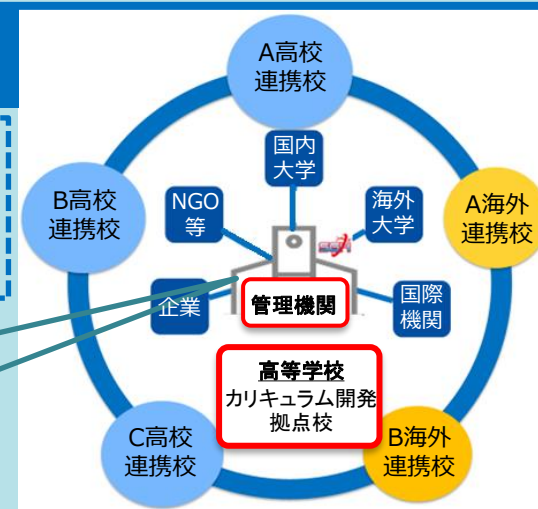 A高校
連携校
国内
大学
NGO
等
海外
大学
B高校
連携校
A海外
連携校
企業
管理機関
国際
機関
高等学校
カリキュラム開発
拠点校
C高校
連携校
B海外
連携校